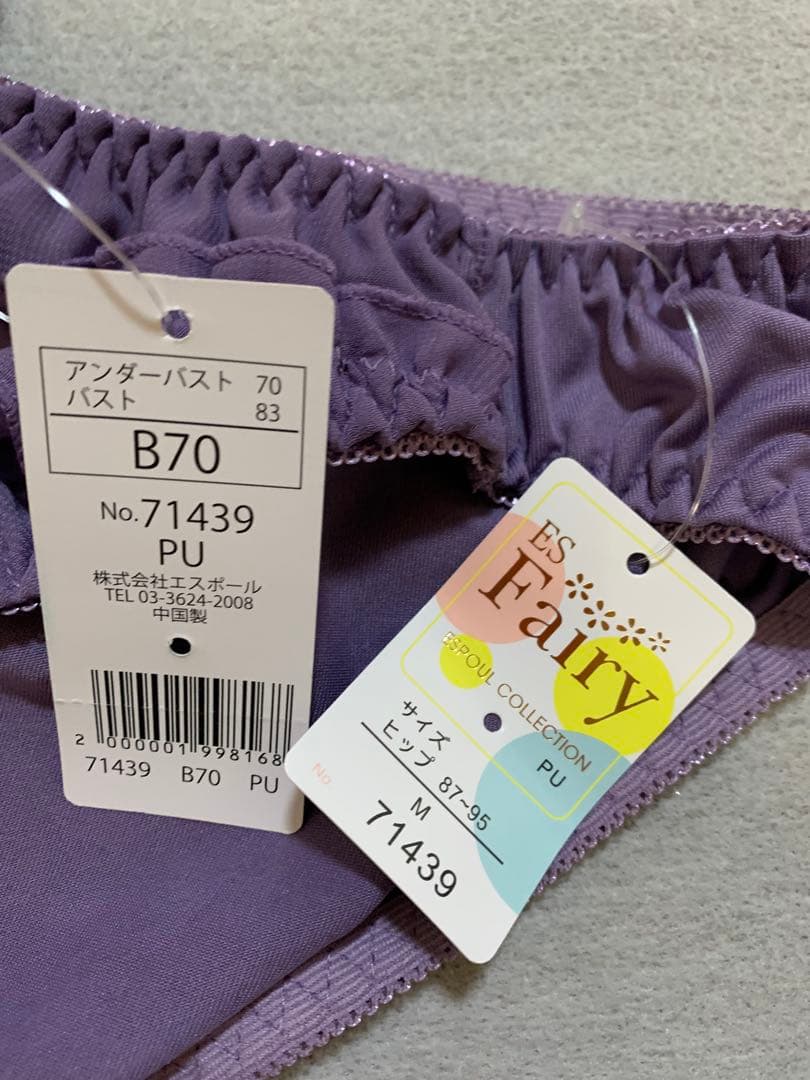 アンダーバスト 70
バスト 83
B70
No.71439
PU
株式会社エスポール
TEL 03-3624-2008
中国製
2 000001 998168
71439 B70 PU
ES
Fairy
ESPOUL COLLECTION
PU
サイズ
ヒップ 87~95
M
No
71439